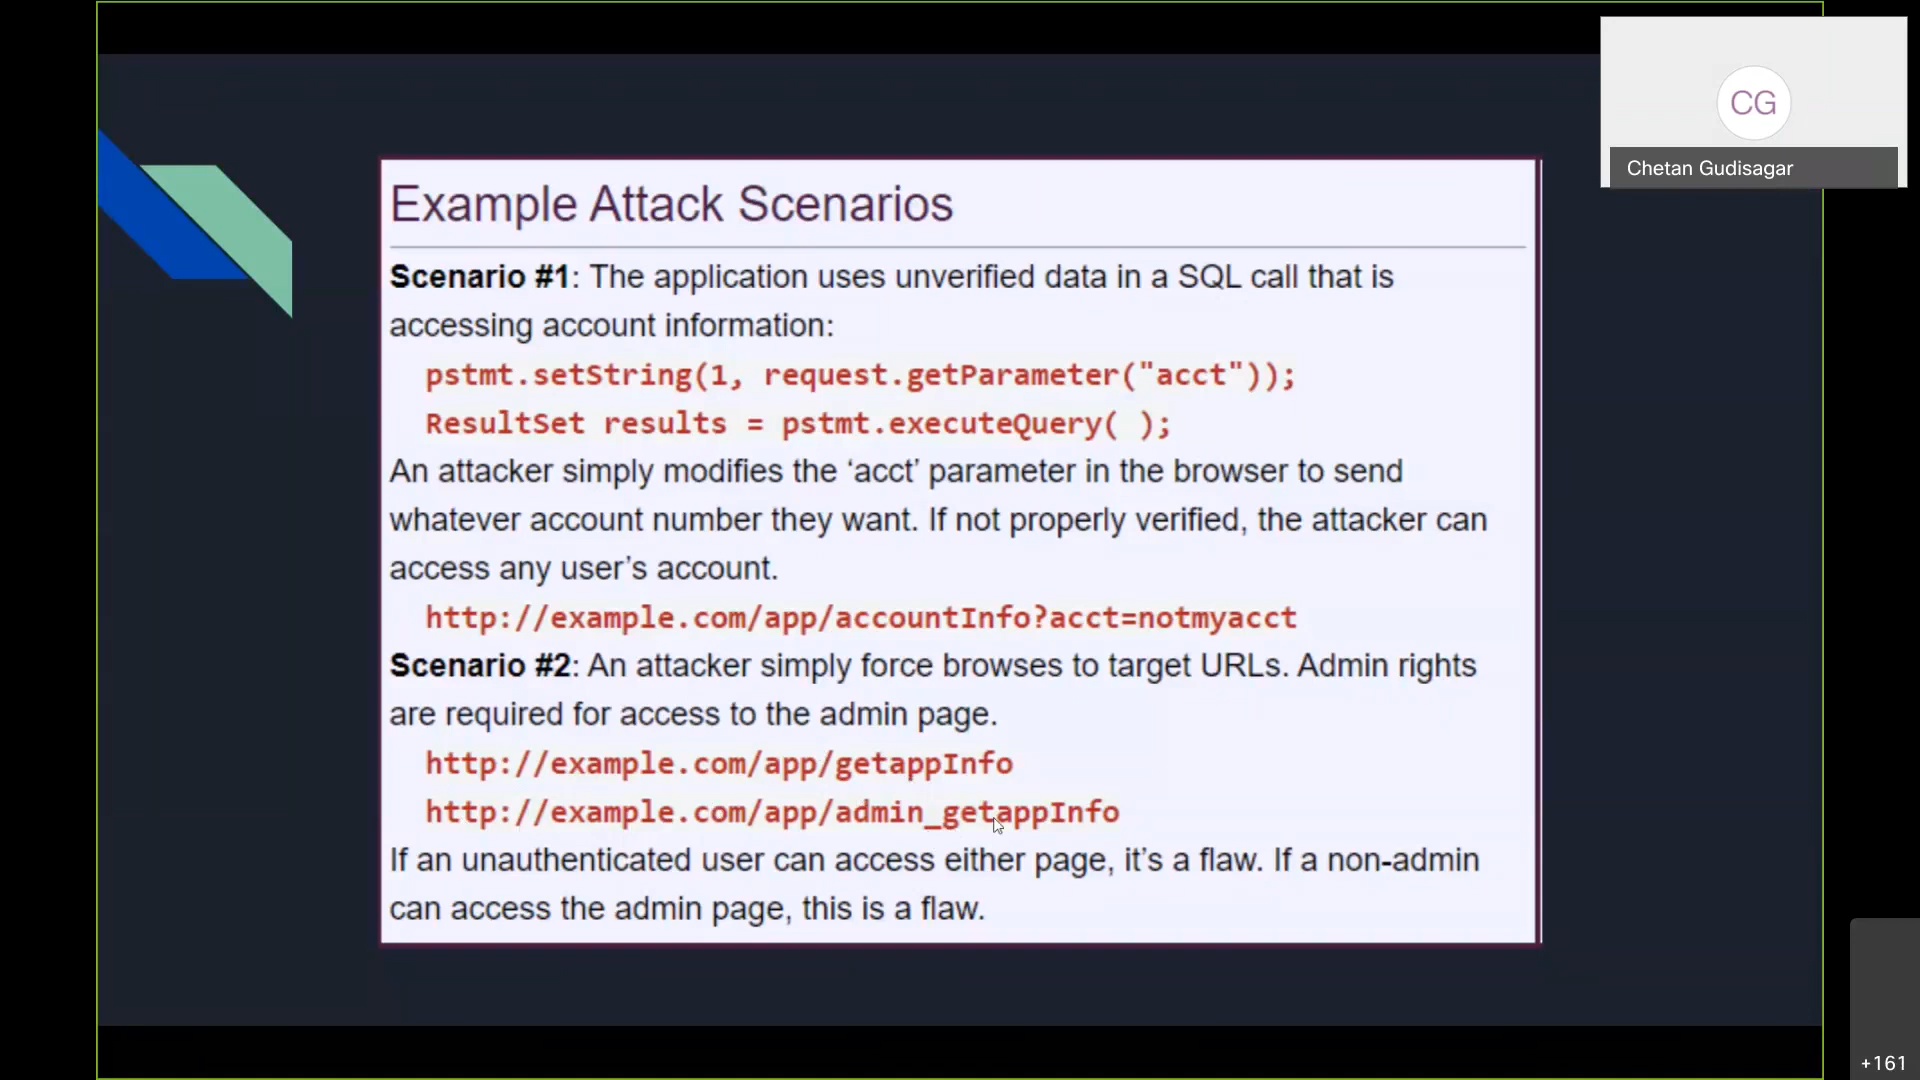 CG
Chetan Gudisagar
Example Attack Scenarios
Scenario #1: The application uses unverified data in a SQL call that is
accessing account information:
pstmt.setString(1, request.getParameter("acct"));
ResultSet results = pstmt.executeQuery( );
An attacker simply modifies the ‘acct’ parameter in the browser to send
whatever account number they want. If not properly verified, the attacker can
access any user’s account.
http://example.com/app/accountInfo?acct=notmyacct
Scenario #2: An attacker simply force browses to target URLs. Admin rights
are required for access to the admin page.
http://example.com/app/getappInfo
http://example.com/app/admin_getappInfo
If an unauthenticated user can access either page, it’s a flaw. If a non-admin
can access the admin page, this is a flaw.
+161